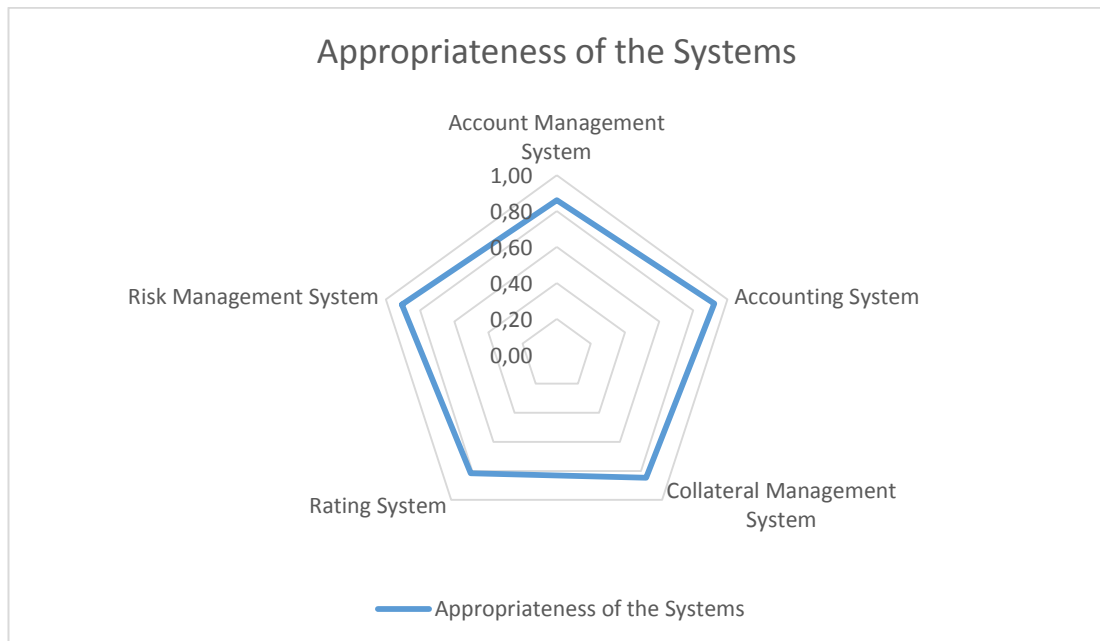 Appropriateness of the Systems
Account Management
System
1,00
0,80
0,60
0,40
0,20
0,00
Risk Management System
Accounting System
Rating System
Collateral Management
System
Appropriateness of the Systems